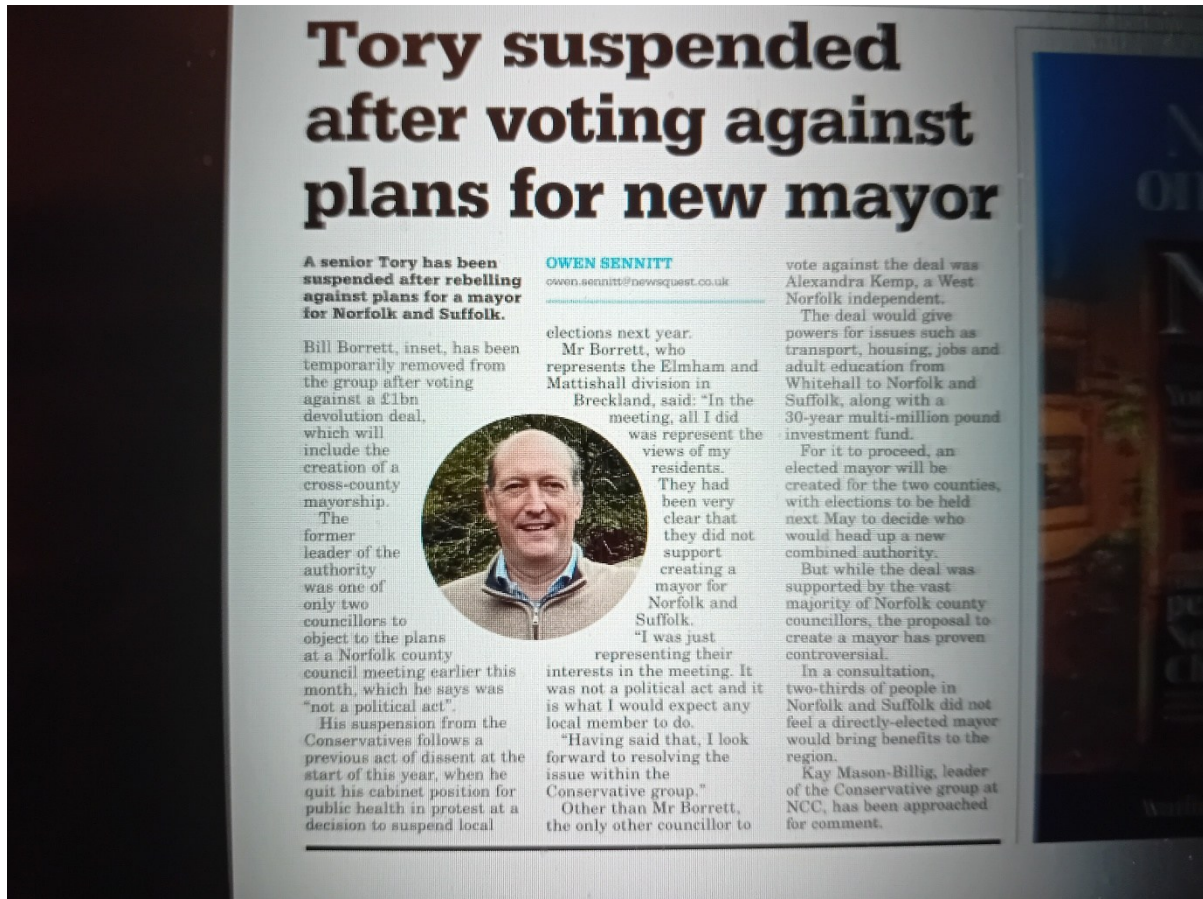 Tory suspended
after voting against
plans for new mayor
A senior Tory has been
suspended after rebelling
against plans for a mayor
for Norfolk and Suffolk.
Bill Borrett, inset, has been
temporarily removed from
the group after voting
against a £1bn
devolution deal,
which will
include the
creation of a
cross-county
mayorship.
The
former
leader of the
authority
was one of
only two
councillors to
object to the plans
at a Norfolk county
council meeting earlier this
month, which he says was
"not a political act".
His suspension from the
Conservatives follows a
previous act of dissent at the
start of this year, when he
quit his cabinet position for
public health in protest at a
decision to suspend local
OWEN SENNITT
owen.sennitt@newsquest.co.uk
elections next year.
Mr Borrett, who
represents the Elmham and
Mattishall division in
Breckland, said: "In the
meeting, all I did
was represent the
views of my
residents.
They had
been very
clear that
they did not
support
creating a
mayor for
Norfolk and
Suffolk.
"I was just
representing their
interests in the meeting. It
was not a political act and it
is what I would expect any
local member to do.
"Having said that, I look
forward to resolving the
issue within the
Conservative group."
Other than Mr Borrett,
the only other councillor to
vote against the deal was
Alexandra Kemp, a West
Norfolk independent.
The deal would give
powers for issues such as
transport, housing, jobs and
adult education from
Whitehall to Norfolk and
Suffolk, along with a
30-year multi-million pound
investment fund.
For it to proceed, an
elected mayor will be
created for the two counties,
with elections to be held
next May to decide who
would head up a new
combined authority.
But while the deal was
supported by the vast
majority of Norfolk county
councillors, the proposal to
create a mayor has proven
controversial.
In a consultation,
two-thirds of people in
Norfolk and Suffolk did not
feel a directly-elected mayor
would bring benefits to the
region.
Kay Mason-Billig, leader
of the Conservative group at
NCC, has been approached
for comment.